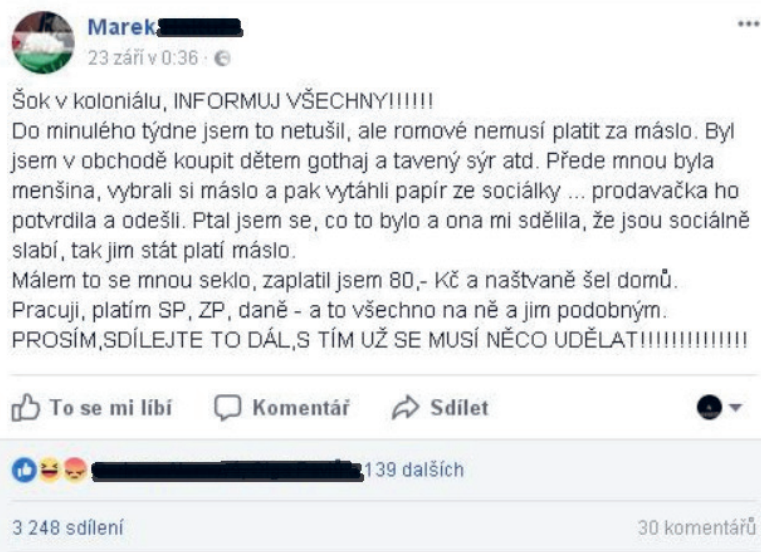 Marek
23 září v 0:36
Šok v koloniálu, INFORMUJ VŠECHNY!!!!!!
Do minulého týdne jsem to netušil, ale romové nemusí platit za máslo. Byl
jsem v obchodě koupit dětem gothaj a tavený sýr atd. Přede mnou byla
menšina, vybrali si máslo a pak vytáhli papír ze sociálky ... prodavačka ho
potvrdila a odešli. Ptal jsem se, co to bylo a ona mi sdělila, že jsou sociálně
slabí, tak jim stát platí máslo.
Málem to se mnou seklo, zaplatil jsem 80,- Kč a naštvaně šel domů.
Pracuji, platím SP, ZP, daně - a to všechno na ně a jim podobným.
PROSÍM,SDÍLEJTE TO DÁL,S TÍM UŽ SE MUSÍ NĚCO UDĚLAT!!!!!!!!!!!!!!!
To se mi líbí Komentář Sdílet
139 dalších
3 248 sdílení 30 komentářů